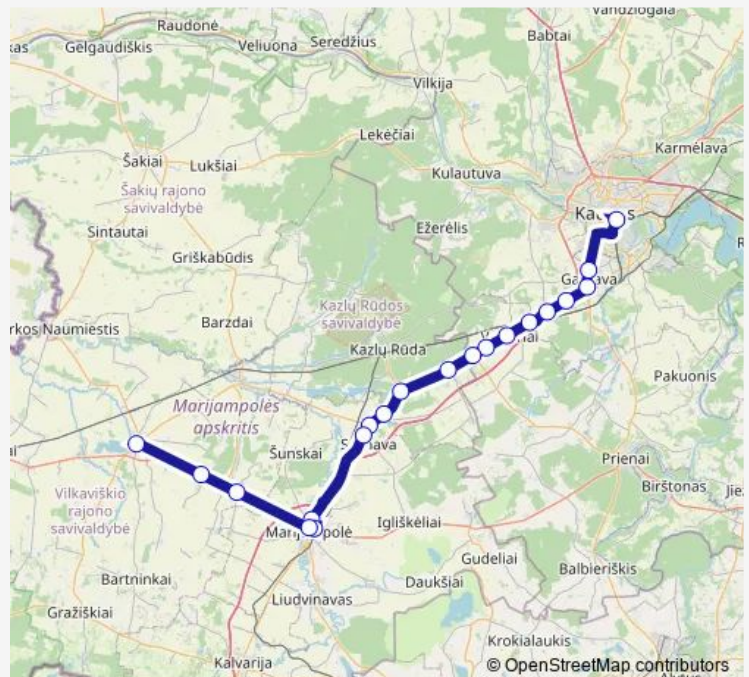 Vandžiogala
Raudonė
Babtai
Gelgaudiškis
Veliuona
Seredžius
Vilkija
Lekėčiai
Karmėlava
Šakiai
Lukšiai
Kulautuva
Šakių rajono
savivaldybė
Ežerėlis
Sintautai
Griškabūdis
Kazlų Rūdos
savivaldybė
Barzdai
Kazlų Rūda
Pakuonis
Marijampolės
apskritis
Šunskai
Prienai
Vilkaviškio
rajono
savivaldybė
Birštonas
Igliškėliai
Gudeliai
Balbieriškis
Bartninkai
Daukšiai
Liudvinavas
Gražiškiai
Krokialaukis
Kalvarija
© OpenStreetMap contributors